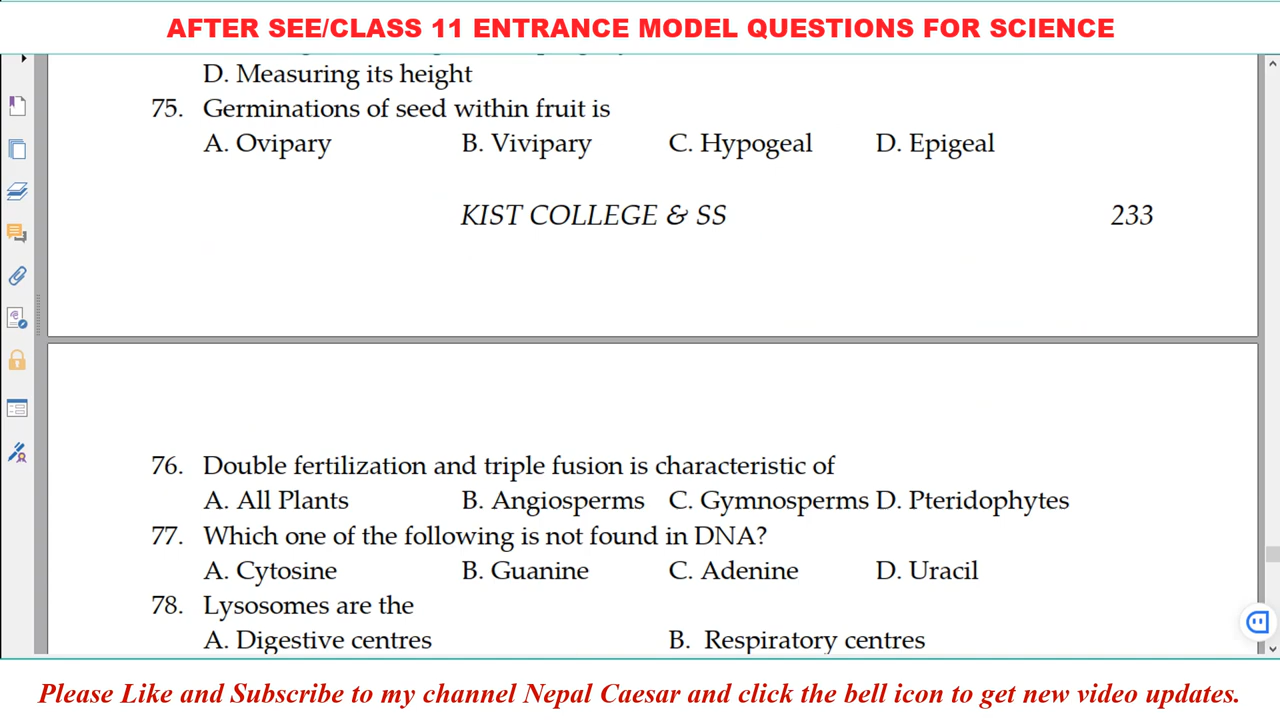 AFTER SEE/CLASS 11 ENTRANCE MODEL QUESTIONS FOR SCIENCE
D. Measuring its height
75. Germinations of seed within fruit is
A. Ovipary B. Vivipary C. Hypogeal D. Epigeal
KIST COLLEGE & SS 233
76. Double fertilization and triple fusion is characteristic of
A. All Plants B. Angiosperms C. Gymnosperms D. Pteridophytes
77. Which one of the following is not found in DNA?
A. Cytosine B. Guanine C. Adenine D. Uracil
78. Lysosomes are the
A. Digestive centres B. Respiratory centres
Please Like and Subscribe to my channel Nepal Caesar and click the bell icon to get new video updates.